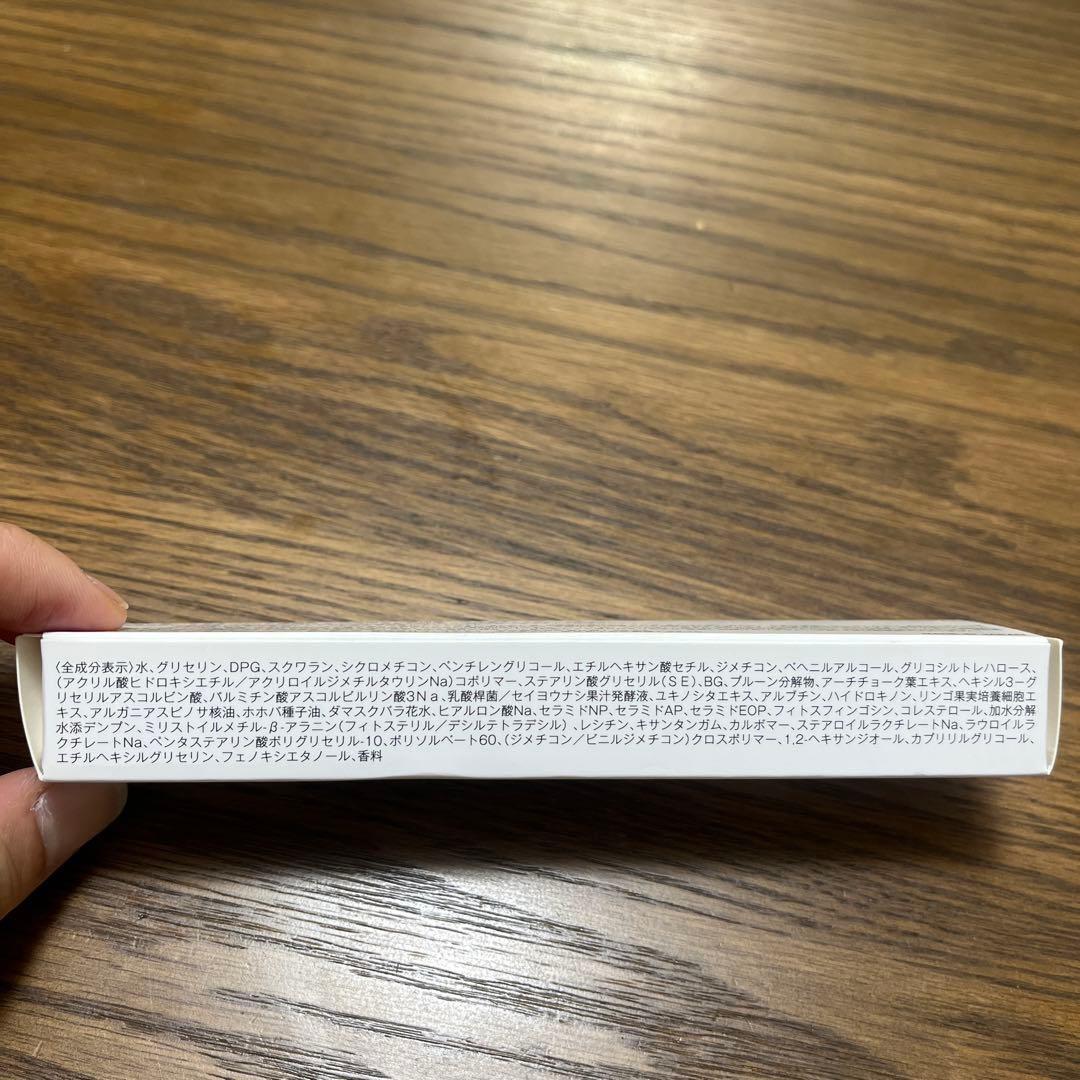 〈全成分表示〉水、グリセリン、DPG、スクワラン、シクロメチコン、ペンチレングリコール、エチルヘキサン酸セチル、ジメチコン、ベヘニルアルコール、グリコシルトレハロース、
(アクリル酸ヒドロキシエチル／アクリロイルジメチルタウリンNa)コポリマー、ステアリン酸グリセリル(SE)、BG、プルーン分解物、アーチチョーク葉エキス、ヘキシル3-グ
リセリルアスコルビン酸、パルミチン酸アスコルビルリン酸3Na、乳酸桿菌／セイヨウナシ果汁発酵液、ユキノシタエキス、アルブチン、ハイドロキノン、リンゴ果実培養細胞エ
キス、アルガニアスピノサ核油、ホホバ種子油、ダマスクバラ花水、ヒアルロン酸Na、セラミドNP、セラミドAP、セラミドEOP、フィトスフィンゴシン、コレステロール、加水分解
水添デンプン、ミリストイルメチル-β-アラニン(フィトステリル／デシルテトラデシル)、レシチン、キサンタンガム、カルボマー、ステアロイルラクチレートNa、ラウロイルラ
クチレートNa、ペンタステアリン酸ポリグリセリル-10、ポリソルベート60、(ジメチコン／ビニルジメチコン)クロスポリマー、1,2-ヘキサンジオール、カプリリルグリコール、
エチルヘキシルグリセリン、フェノキシエタノール、香料